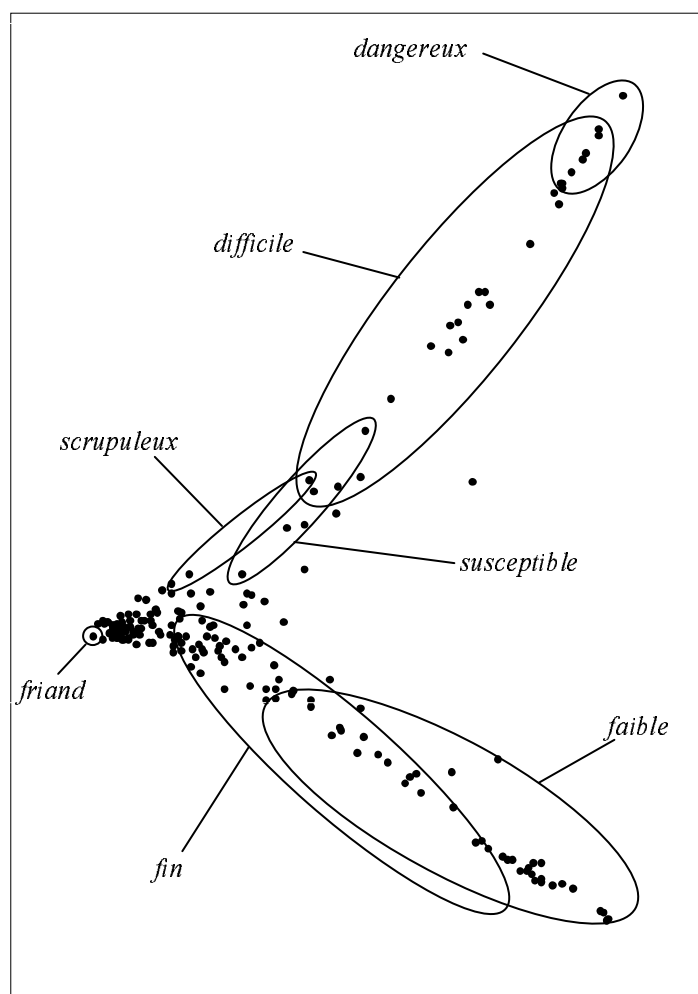 dangereux
difficile
scrupuleux
susceptible
friand
faible
fin